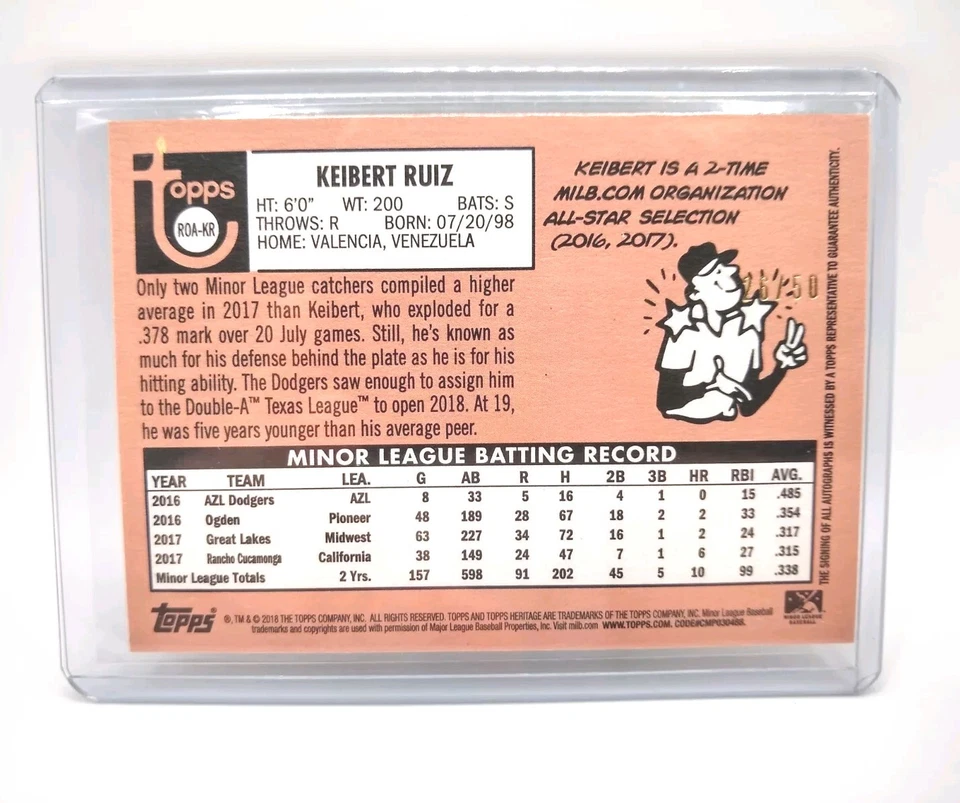 topps
ROA-KR
KEIBERT RUIZ
HT: 6'0" WT: 200 BATS: S
THROWS: R BORN: 07/20/98
HOME: VALENCIA, VENEZUELA
KEIBERT IS A 2-TIME
MILB.COM ORGANIZATION
ALL-STAR SELECTION
(2016, 2017).
26/50
Only two Minor League catchers compiled a higher
average in 2017 than Keibert, who exploded for a
.378 mark over 20 July games. Still, he's known as
much for his defense behind the plate as he is for his
hitting ability. The Dodgers saw enough to assign him
to the Double-A™ Texas League™ to open 2018. At 19,
he was five years younger than his average peer.
MINOR LEAGUE BATTING RECORD
YEAR TEAM LEA. G AB R H 2B 3B HR RBI AVG.
2016 AZL Dodgers AZL 8 33 5 16 4 1 0 15 .485
2016 Ogden Pioneer 48 189 28 67 18 2 2 33 .354
2017 Great Lakes Midwest 63 227 34 72 16 1 2 24 .317
2017 Rancho Cucamonga California 38 149 24 47 7 1 6 27 .315
Minor League Totals 2 Yrs. 157 598 91 202 45 5 10 99 .338
THE SIGNING OF ALL AUTOGRAPHS IS WITNESSED BY A TOPPS REPRESENTATIVE TO GUARANTEE AUTHENTICITY.
topps
®, TM & © 2018 THE TOPPS COMPANY, INC. ALL RIGHTS RESERVED. TOPPS AND TOPPS HERITAGE ARE TRADEMARKS OF THE TOPPS COMPANY, INC. Minor League Baseball
trademarks and copyrights are used with permission of Major League Baseball Properties, Inc. Visit milb.com WWW.TOPPS.COM. CODE#CMP030488.
MINOR LEAGUE
BASEBALL